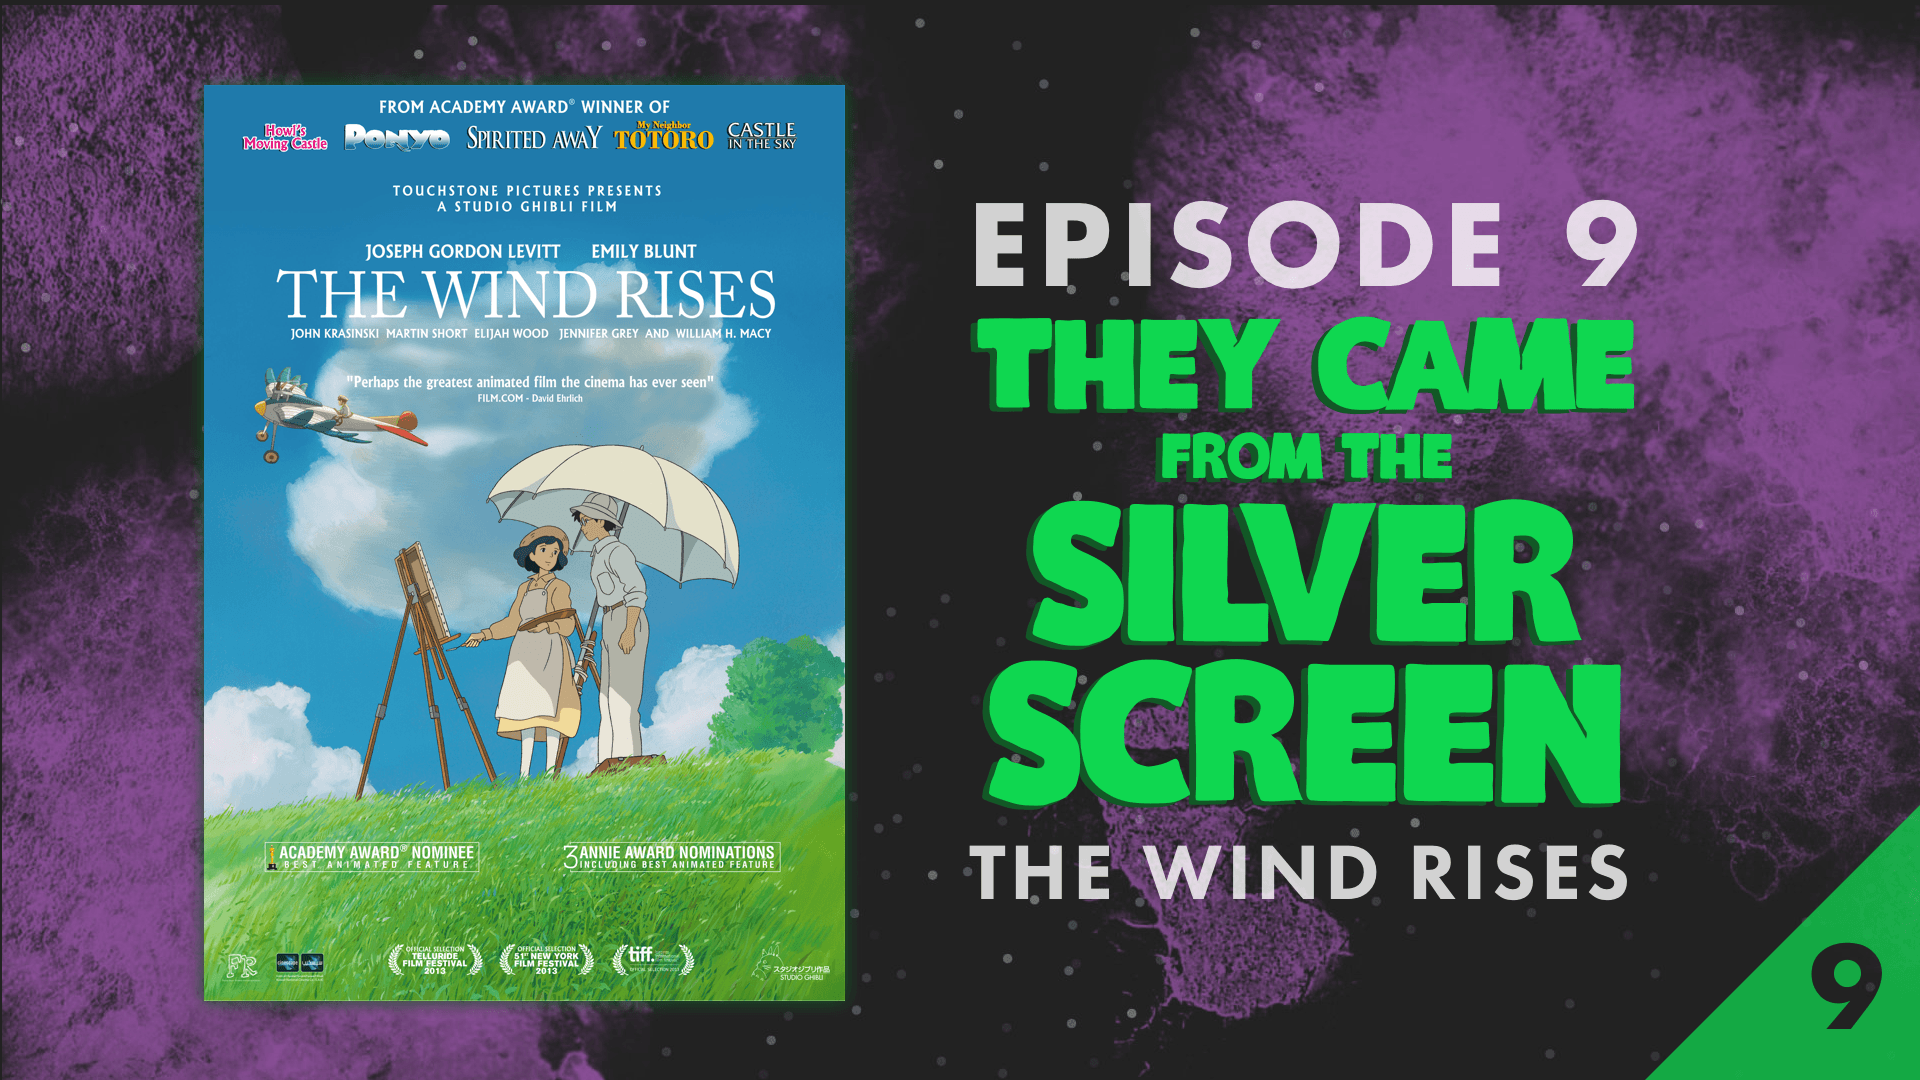 FROM ACADEMY AWARD® WINNER OF
Howl's Moving Castle PONYO SPIRITED AWAY My Neighbor TOTORO CASTLE IN THE SKY
TOUCHSTONE PICTURES PRESENTS
A STUDIO GHIBLI FILM
JOSEPH GORDON LEVITT EMILY BLUNT
THE WIND RISES
JOHN KRASINSKI MARTIN SHORT ELIJAH WOOD JENNIFER GREY AND WILLIAM H. MACY
"Perhaps the greatest animated film the cinema has ever seen"
FILM.COM - David Ehrlich
ACADEMY AWARD® NOMINEE
BEST ANIMATED FEATURE
3 ANNIE AWARD NOMINATIONS
INCLUDING BEST ANIMATED FEATURE
OFFICIAL SELECTION
TELLURIDE
FILM FESTIVAL
2013
OFFICIAL SELECTION
51ST NEW YORK
FILM FESTIVAL
2013
tiff.
OFFICIAL SELECTION 2013
スタジオジブリ作品
STUDIO GHIBLI
EPISODE 9
THEY CAME
FROM THE
SILVER
SCREEN
THE WIND RISES
9